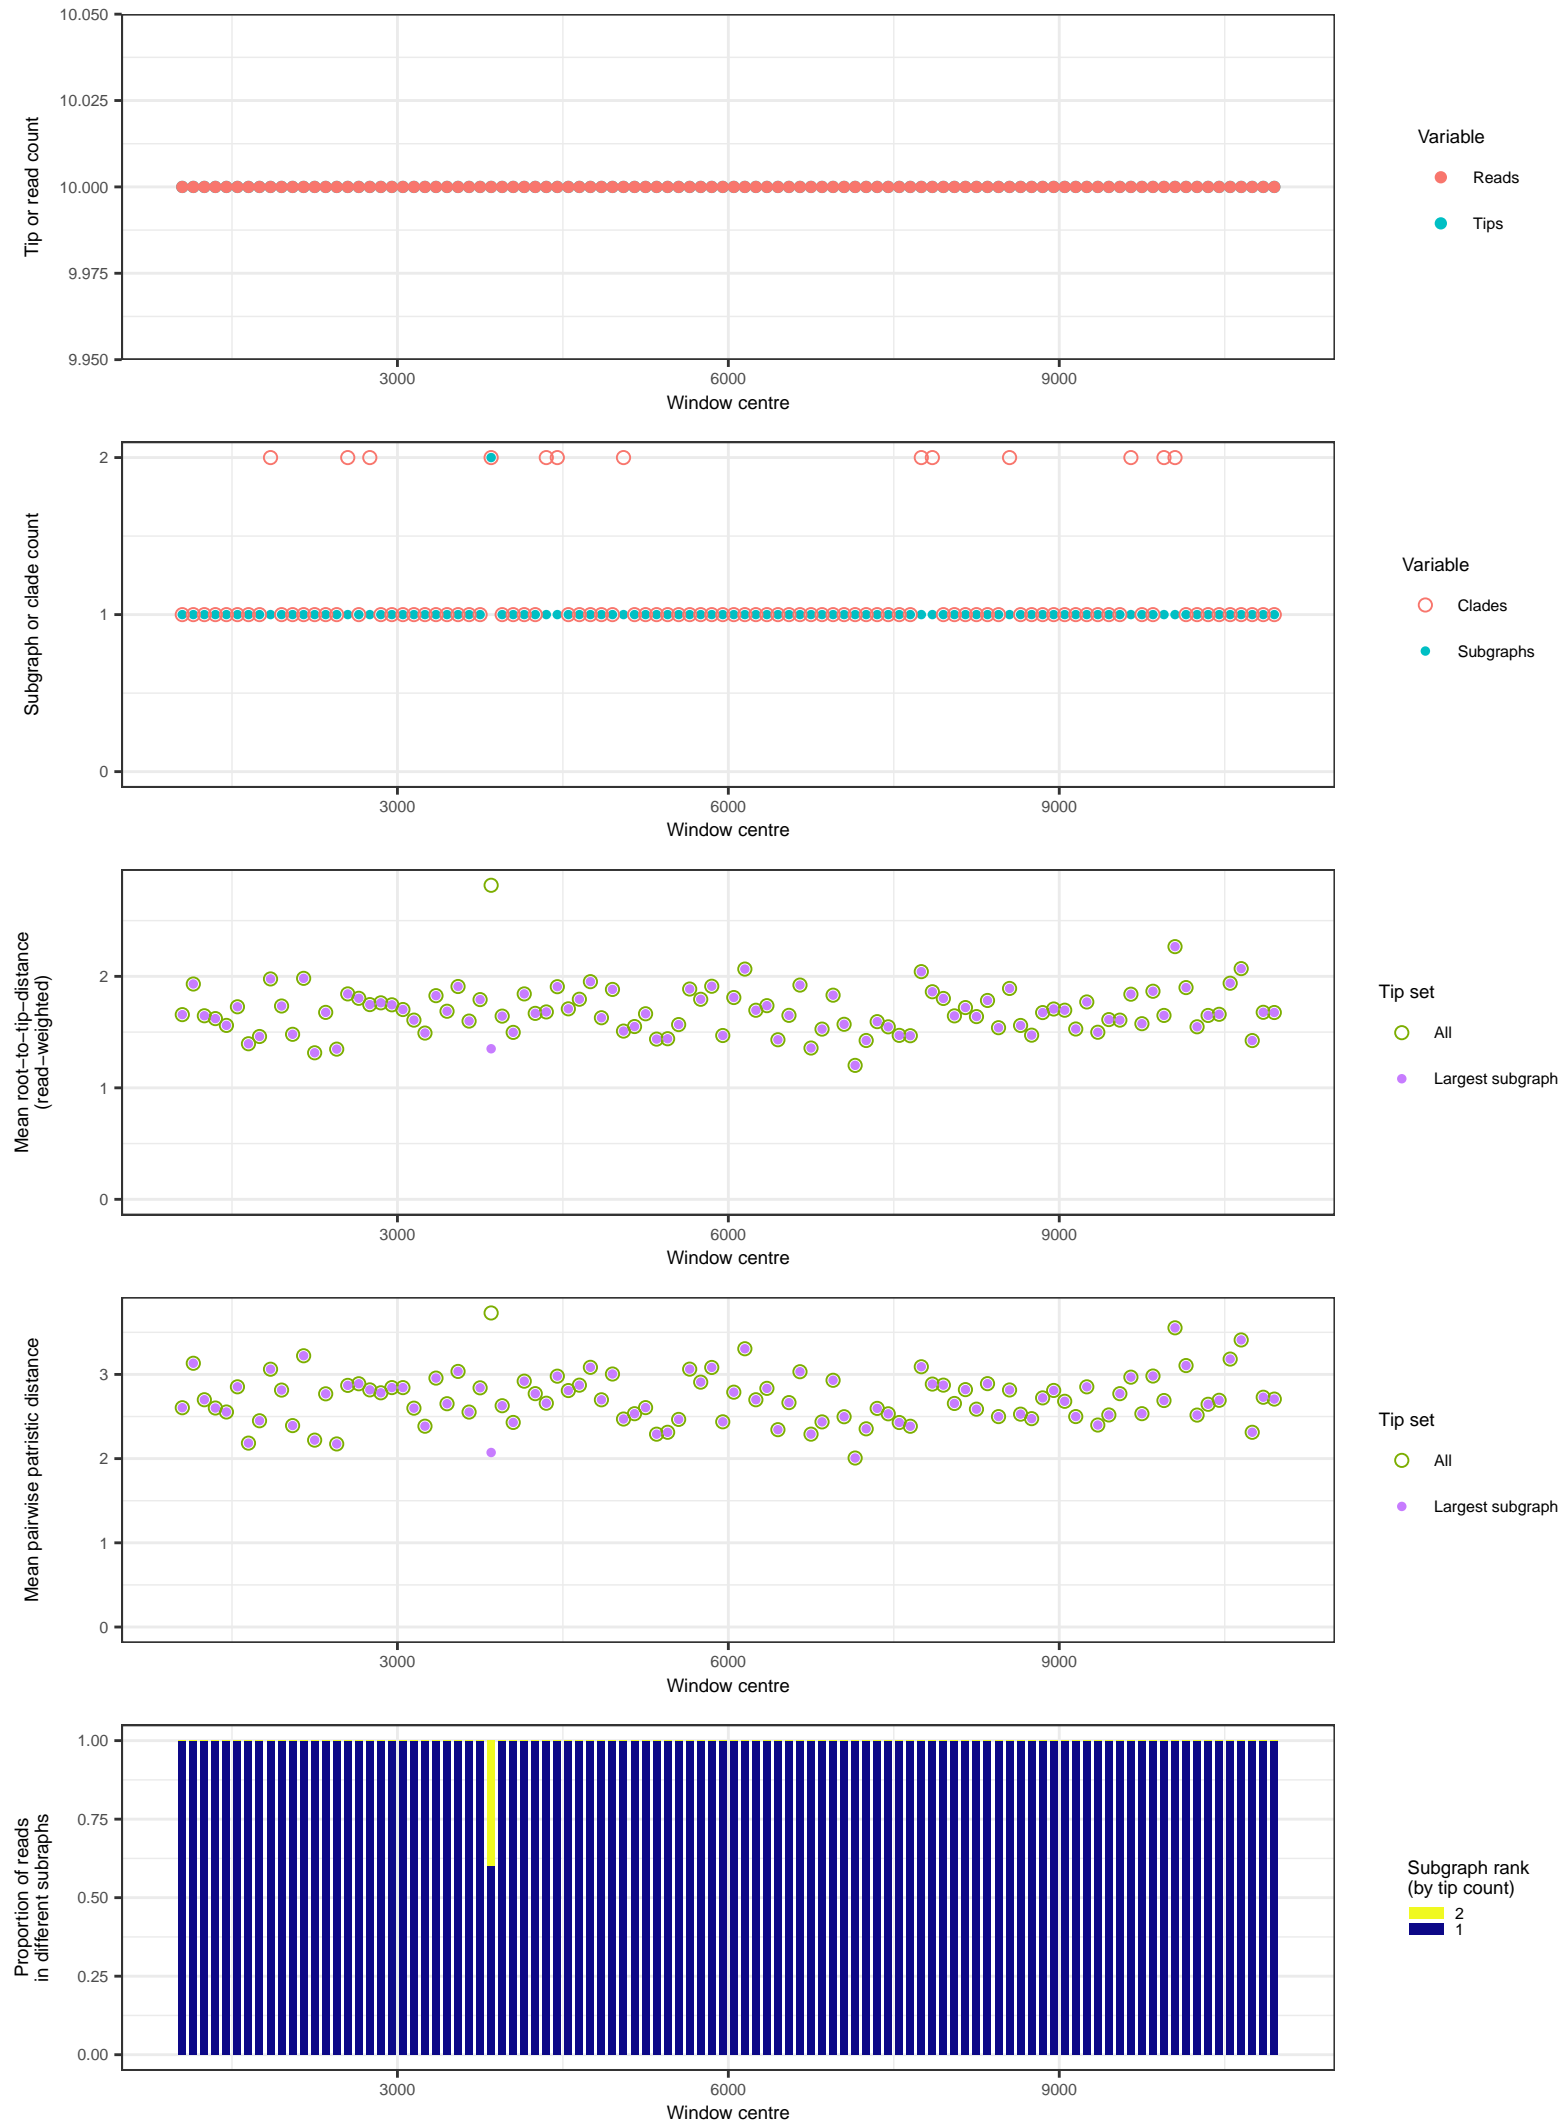 10.050
10.025
10.000
9.975
9.950
Tip or read count
3000 6000 9000
Window centre
Variable
Reads
Tips
2
1
0
Subgraph or clade count
3000 6000 9000
Window centre
Variable
Clades
Subgraphs
2
1
0
Mean root−to−tip−distance
(read−weighted)
3000 6000 9000
Window centre
Tip set
All
Largest subgraph
3
2
1
0
Mean pairwise patristic distance
3000 6000 9000
Window centre
Tip set
All
Largest subgraph
1.00
0.75
0.50
0.25
0.00
Proportion of reads
in different subraphs
3000 6000 9000
Window centre
Subgraph rank
(by tip count)
2
1